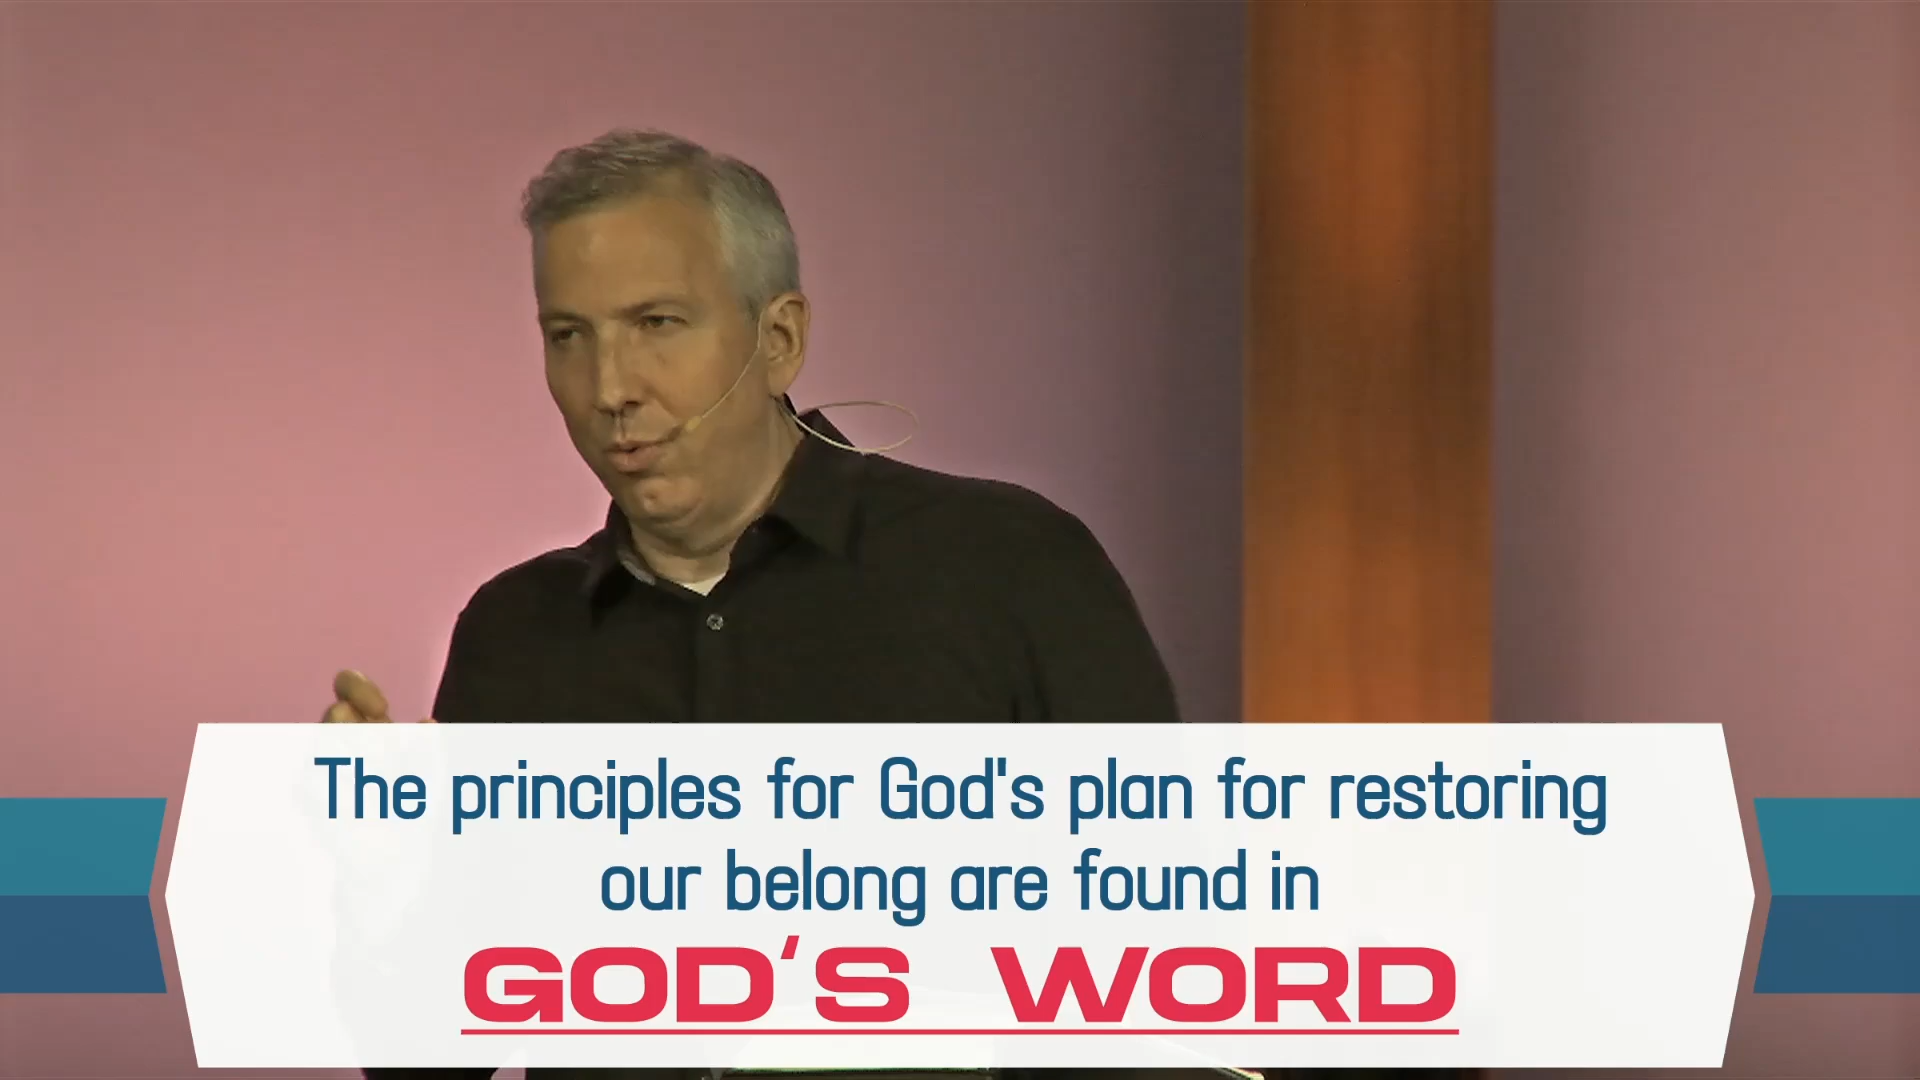 The principles for God's plan for restoring
our belong are found in
GOD'S WORD